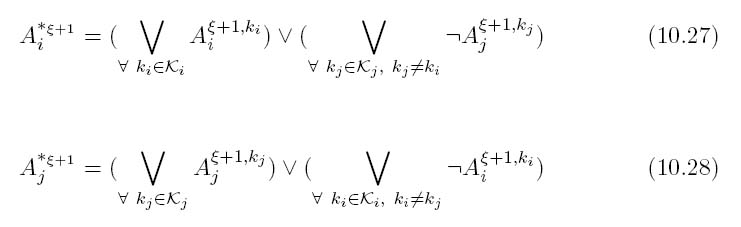 A_i^{*_{ξ+1}} = ( ⋁_{∀ k_i∈𝒦_i} A_i^{ξ+1,k_i} ) ∨ ( ⋁_{∀ k_j∈𝒦_j, k_j≠k_i} ¬A_j^{ξ+1,k_j} ) (10.27)
A_j^{*_{ξ+1}} = ( ⋁_{∀ k_j∈𝒦_j} A_j^{ξ+1,k_j} ) ∨ ( ⋁_{∀ k_i∈𝒦_i, k_i≠k_j} ¬A_i^{ξ+1,k_i} ) (10.28)